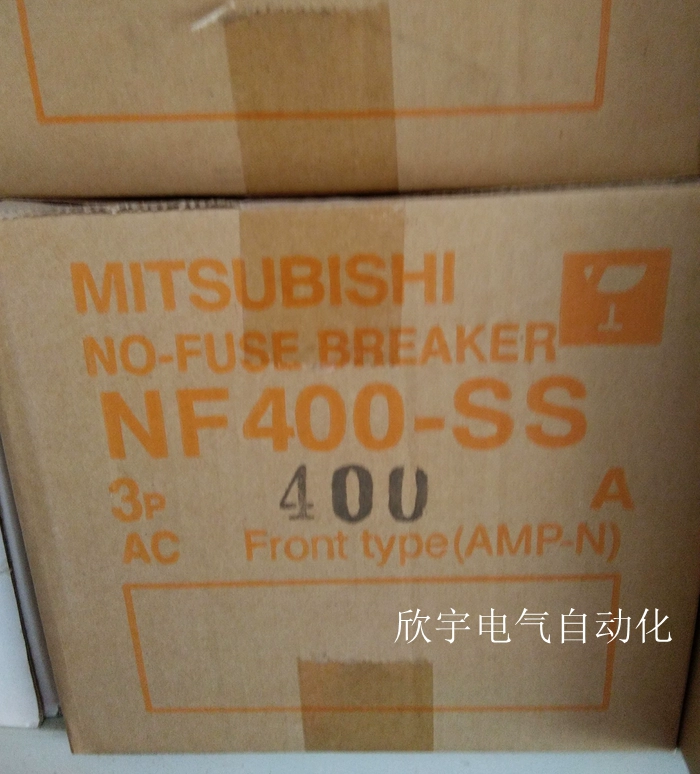 MITSUBISHI
NO-FUSE BREAKER
NF400-SS
3P 400 A
AC Front type(AMP-N)
欣宇电气自动化